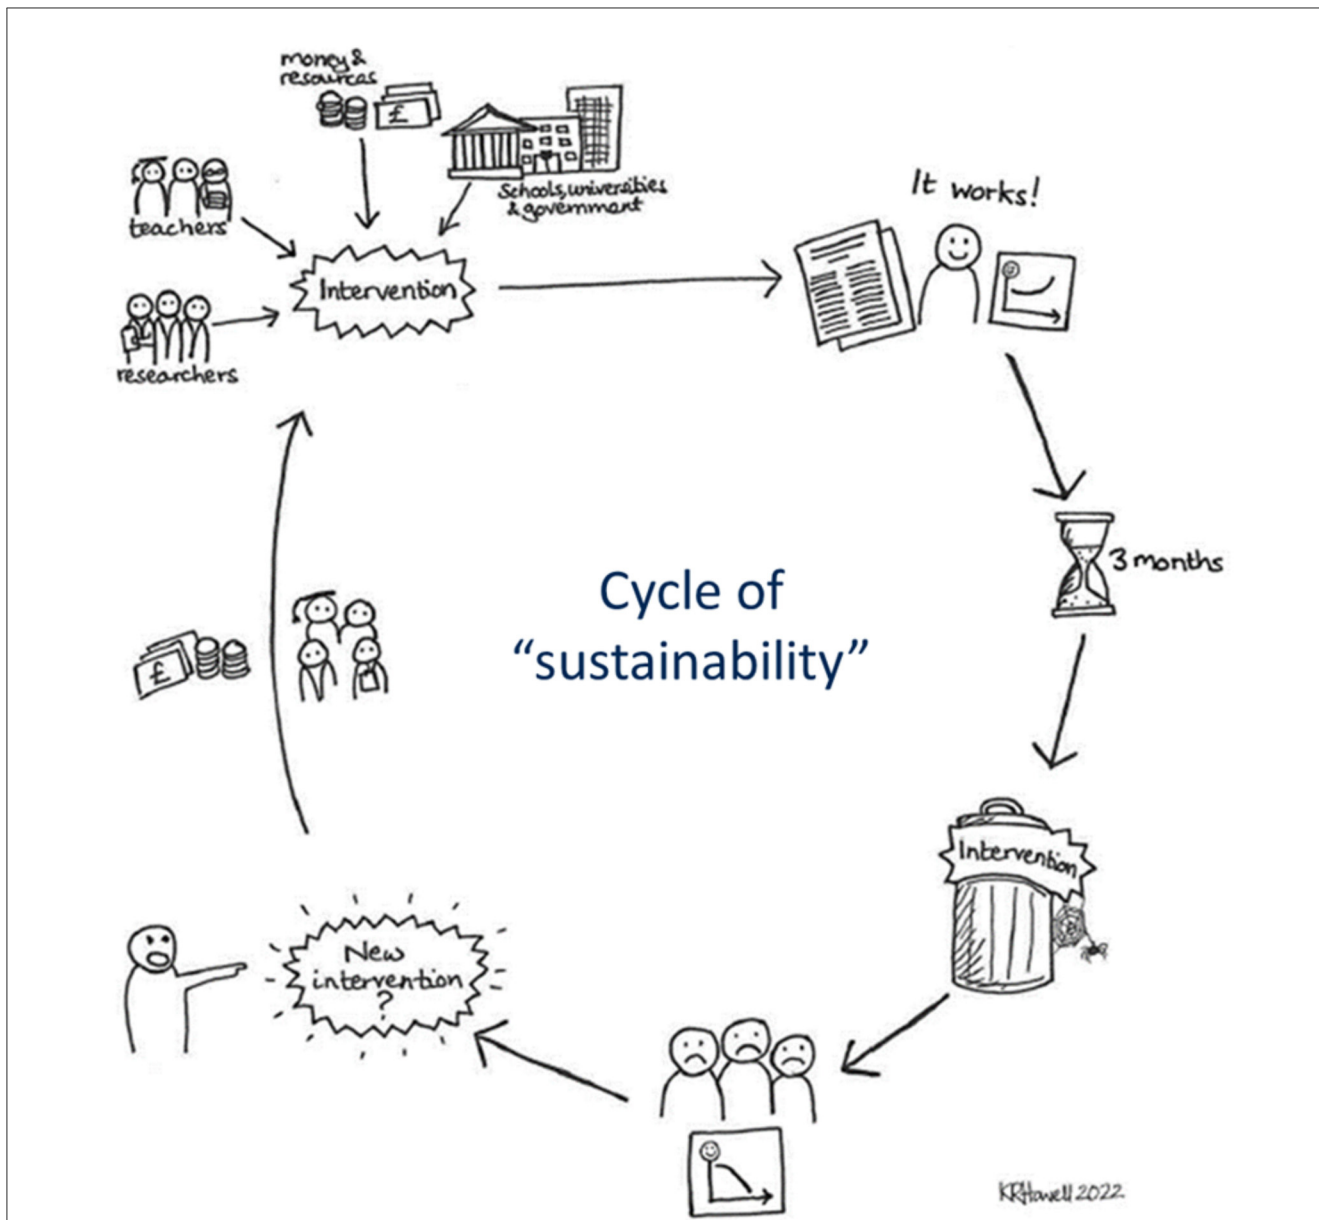 money &
resources
£
Schools, universities
& government
teachers
Intervention
researchers
It works!
3 months
Cycle of
“sustainability”
£
Intervention
New
intervention
?
KRHowell 2022